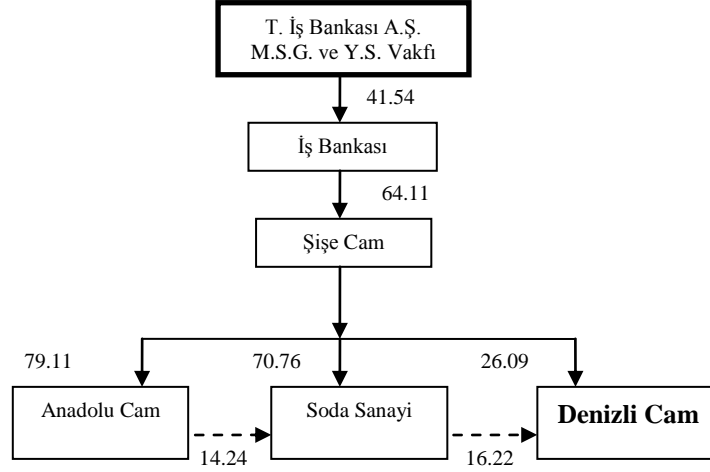 T. İş Bankası A.Ş.
M.S.G. ve Y.S. Vakfı
41.54
İş Bankası
64.11
Şişe Cam
79.11
70.76
26.09
Anadolu Cam
Soda Sanayi
Denizli Cam
14.24
16.22